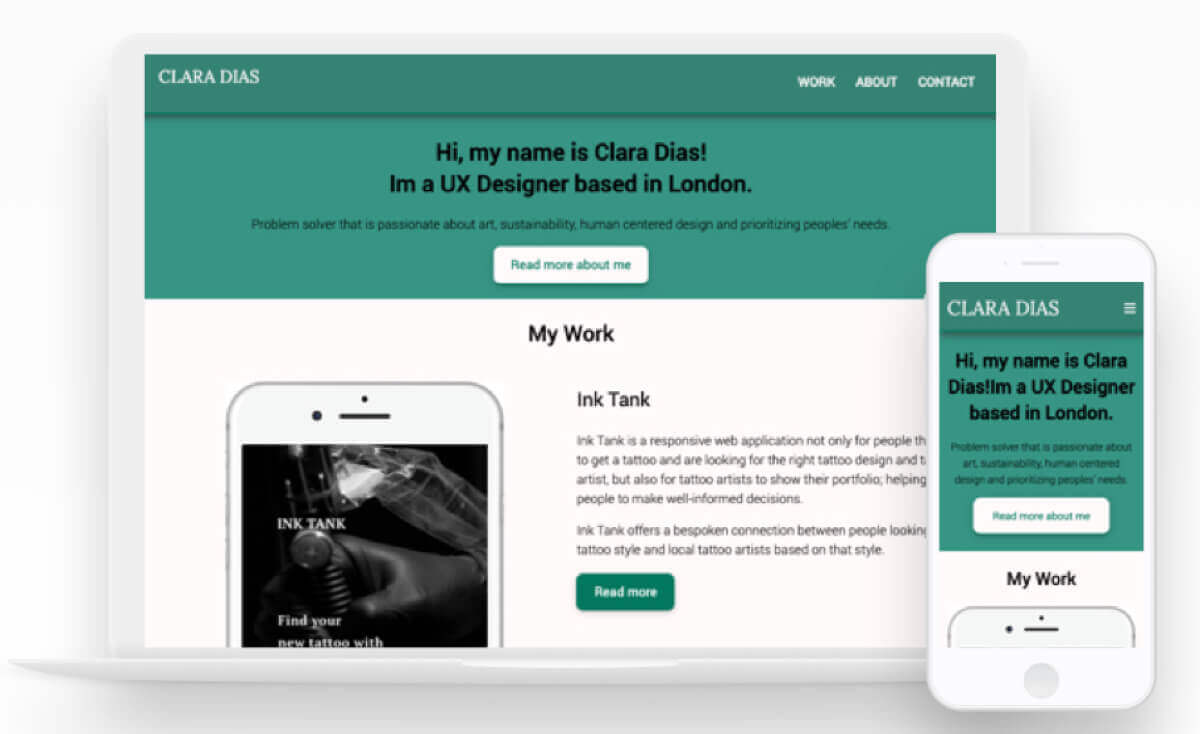 CLARA DIAS
WORK ABOUT CONTACT
Hi, my name is Clara Dias!
Im a UX Designer based in London.
Problem solver that is passionate about art, sustainability, human centered design and prioritizing peoples' needs.
Read more about me
My Work
INK TANK
Find your
new tattoo with
Ink Tank
Ink Tank is a responsive web application not only for people
to get a tattoo and are looking for the right tattoo design and
artist, but also for tattoo artists to show their portfolio; helping
people to make well-informed decisions.
Ink Tank offers a bespoken connection between people looking
tattoo style and local tattoo artists based on that style.
Read more
CLARA DIAS
Hi, my name is Clara
Dias!Im a UX Designer
based in London.
Problem solver that is passionate about
art, sustainability, human centered
design and prioritizing peoples' needs.
Read more about me
My Work